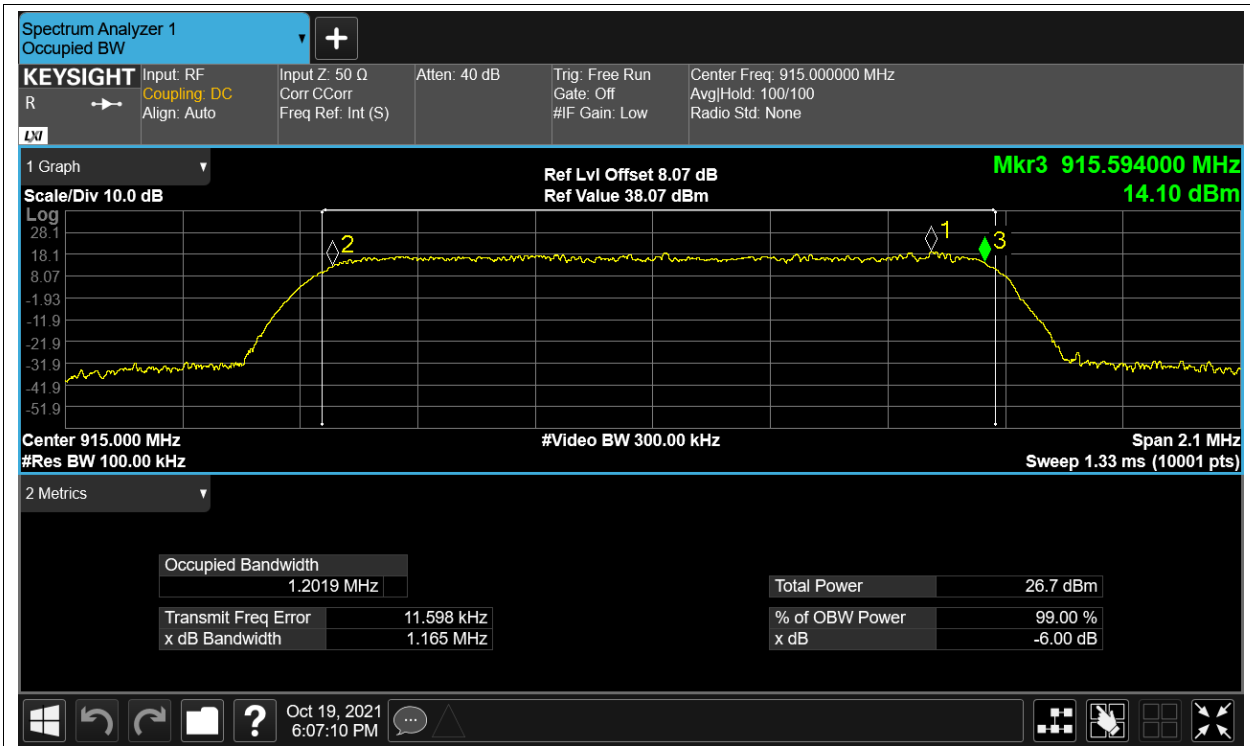 Spectrum Analyzer 1
Occupied BW
KEYSIGHT
R
LXI
Input: RF
Coupling: DC
Align: Auto
Input Z: 50 Ω
Corr CCorr
Freq Ref: Int (S)
Atten: 40 dB
Trig: Free Run
Gate: Off
#IF Gain: Low
Center Freq: 915.000000 MHz
Avg|Hold: 100/100
Radio Std: None
1 Graph
Scale/Div 10.0 dB
Ref Lvl Offset 8.07 dB
Ref Value 38.07 dBm
Mkr3 915.594000 MHz
14.10 dBm
Log
28.1
18.1
8.07
-1.93
-11.9
-21.9
-31.9
-41.9
-51.9
2
1
3
Center 915.000 MHz
#Video BW 300.00 kHz
Span 2.1 MHz
#Res BW 100.00 kHz
Sweep 1.33 ms (10001 pts)
2 Metrics
Occupied Bandwidth
1.2019 MHz
Transmit Freq Error 11.598 kHz
x dB Bandwidth 1.165 MHz
Total Power 26.7 dBm
% of OBW Power 99.00 %
x dB -6.00 dB
?
Oct 19, 2021
6:07:10 PM